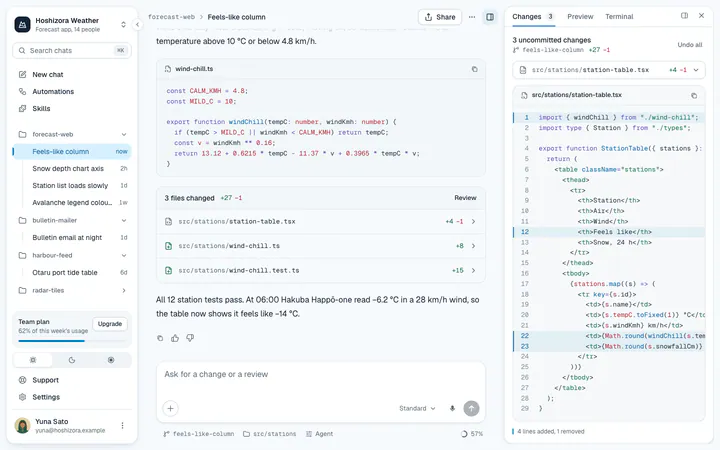 Hoshizora Weather
Forecast app, 14 people
Search chats
⌘K
New chat
Automations
Skills
forecast-web
Feels-like column
now
Snow depth chart axis
2h
Station list loads slowly
1d
Avalanche legend colou…
1w
bulletin-mailer
Bulletin email at night
1d
harbour-feed
Otaru port tide table
6d
radar-tiles
Team plan
62% of this week's usage
Upgrade
Support
Settings
Yuna Sato
yuna@hoshizora.example
forecast-web
Feels-like column
Share
temperature above 10 °C or below 4.8 km/h.
wind-chill.ts
const CALM_KMH = 4.8;
const MILD_C = 10;
export function windChill(tempC: number, windKmh: number) {
if (tempC > MILD_C || windKmh < CALM_KMH) return tempC;
const v = windKmh ** 0.16;
return 13.12 + 0.6215 * tempC - 11.37 * v + 0.3965 * tempC * v;
}
3 files changed +27 −1
Review
src/stations/station-table.tsx
+4 −1
src/stations/wind-chill.ts
+8
src/stations/wind-chill.test.ts
+15
All 12 station tests pass. At 06:00 Hakuba Happō-one read −6.2 °C in a 28 km/h wind, so
the table now shows it feels like −14 °C.
Ask for a change or a review
Standard
feels-like-column
src/stations
Agent
57%
Changes 3
Preview
Terminal
3 uncommitted changes
feels-like-column +27 −1
Undo all
src/stations/station-table.tsx
+4 −1
src/stations/station-table.tsx
1 import { windChill } from "./wind-chill";
2 import type { Station } from "./types";
3
4 export function StationTable({ stations }:
5 return (
6 <table className="stations">
7 <thead>
8 <tr>
9 <th>Station</th>
10 <th>Air</th>
11 <th>Wind</th>
12 <th>Feels like</th>
13 <th>Snow, 24 h</th>
14 </tr>
15 </thead>
16 <tbody>
17 {stations.map((s) => (
18 <tr key={s.id}>
19 <td>{s.name}</td>
20 <td>{s.tempC.toFixed(1)} °C</td
21 <td>{s.windKmh} km/h</td>
22 <td>{Math.round(windChill(s.tem
23 <td>{Math.round(s.snowfallCm)}
24 </tr>
25 ))}
26 </tbody>
27 </table>
28 );
29 }
4 lines added, 1 removed